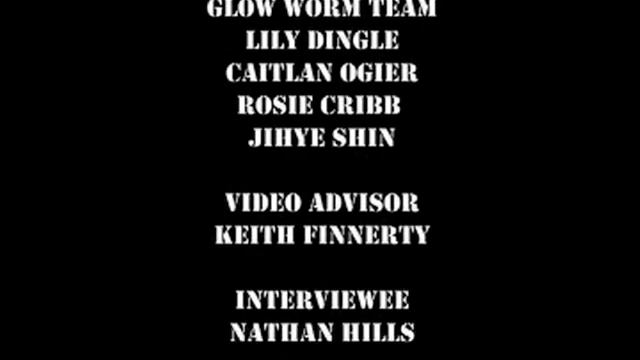 GLOW WORM TEAM
LILY DINGLE
CAITLAN OGIER
ROSIE CRIBB
JIHYE SHIN
VIDEO ADVISOR
KEITH FINNERTY
INTERVIEWEE
NATHAN HILLS